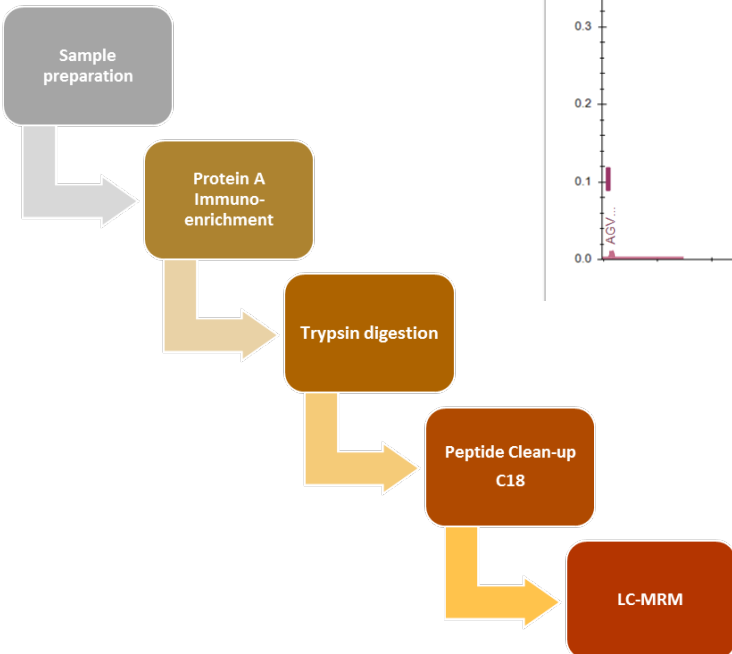 Sample
preparation
Protein A
Immuno-
enrichment
Trypsin digestion
Peptide Clean-up
C18
LC-MRM
0.3
0.2
0.1
0.0
AGV...